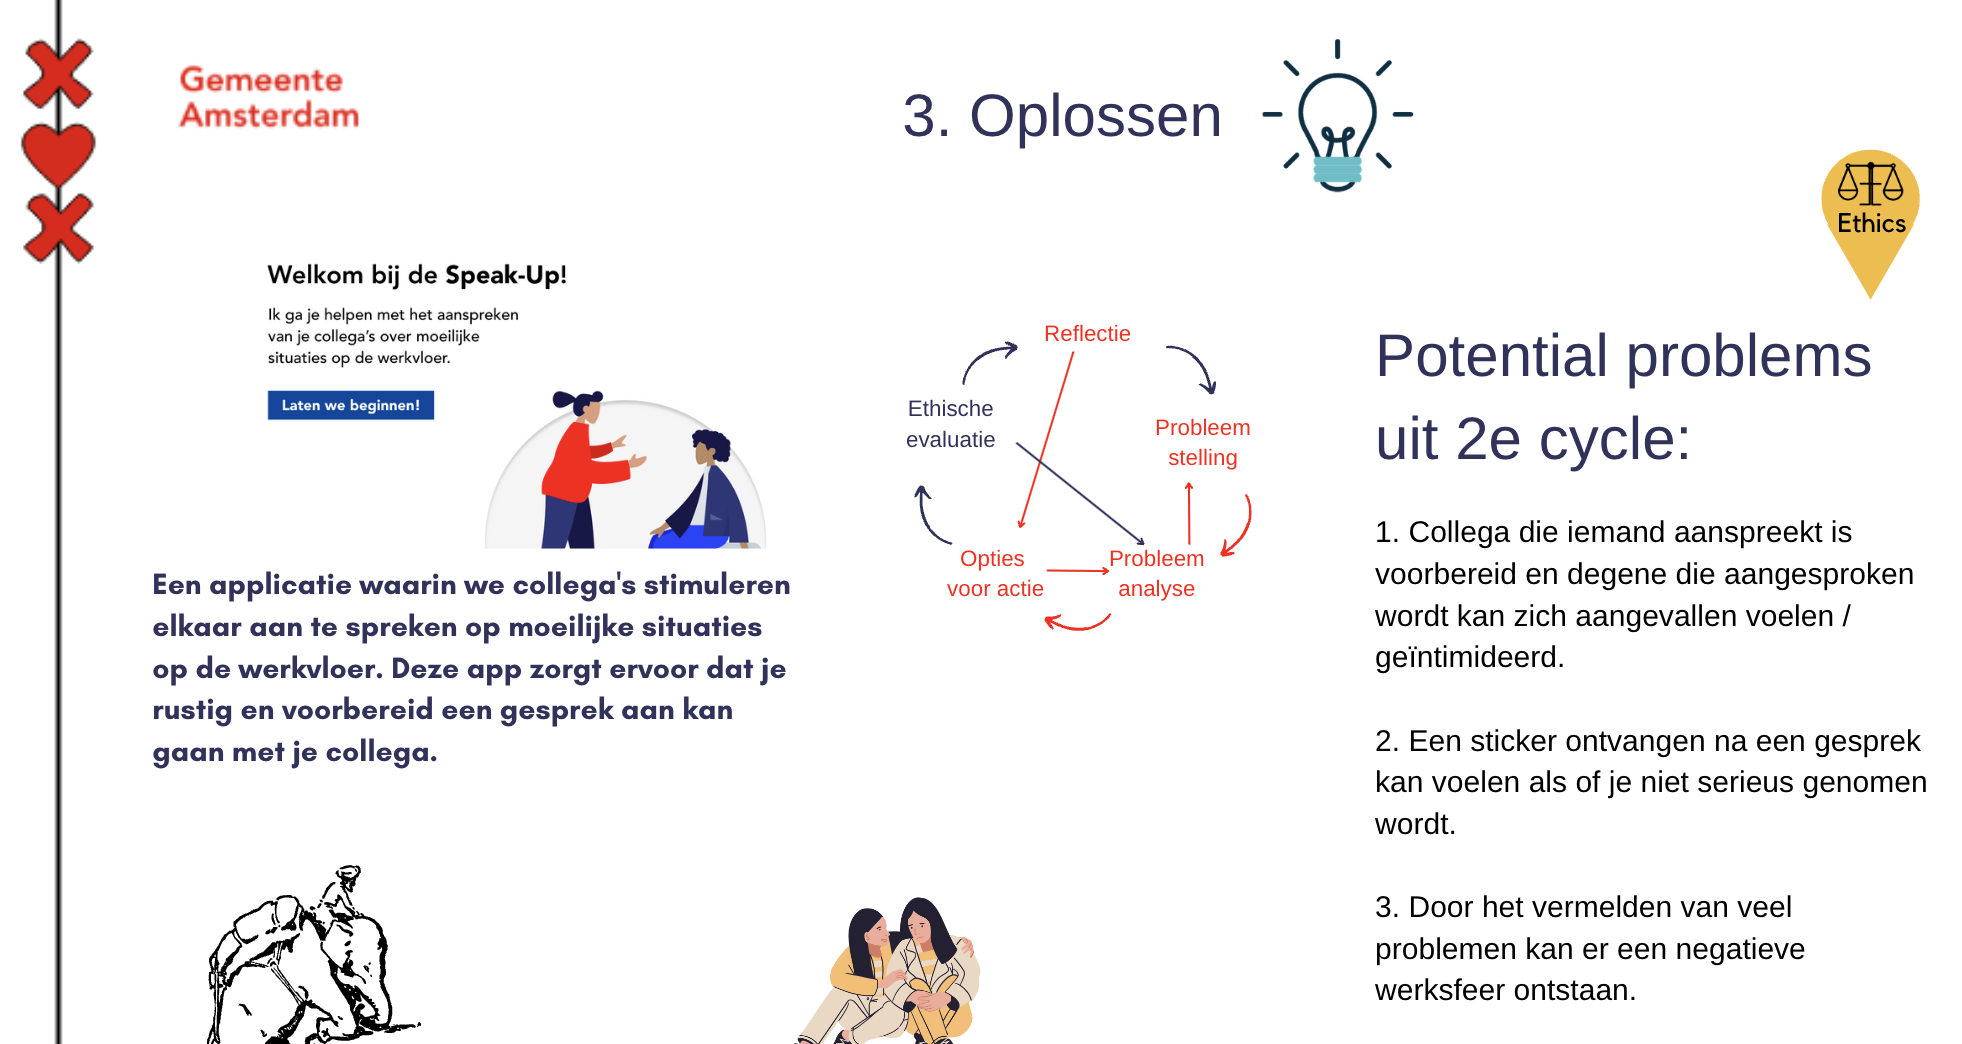 Gemeente
Amsterdam
3. Oplossen
Ethics
Welkom bij de Speak-Up!
Ik ga je helpen met het aanspreken
van je collega's over moeilijke
situaties op de werkvloer.
Laten we beginnen!
Een applicatie waarin we collega's stimuleren
elkaar aan te spreken op moeilijke situaties
op de werkvloer. Deze app zorgt ervoor dat je
rustig en voorbereid een gesprek aan kan
gaan met je collega.
Reflectie
Ethische
evaluatie
Probleem
stelling
Opties
voor actie
Probleem
analyse
Potential problems
uit 2e cycle:
1. Collega die iemand aanspreekt is
voorbereid en degene die aangesproken
wordt kan zich aangevallen voelen /
geïntimideerd.
2. Een sticker ontvangen na een gesprek
kan voelen als of je niet serieus genomen
wordt.
3. Door het vermelden van veel
problemen kan er een negatieve
werksfeer ontstaan.